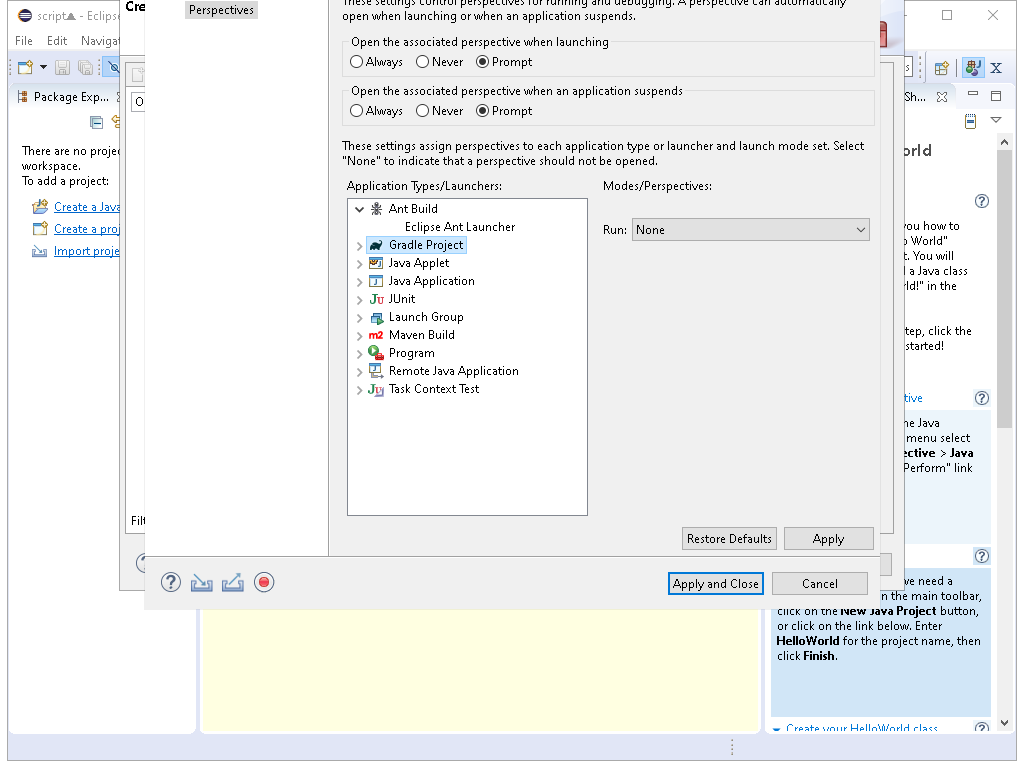 script - Eclips
Cre
Perspectives
These settings control perspectives for running and debugging. A perspective can automatically
open when launching or when an application suspends.
File Edit Naviga
Open the associated perspective when launching
Always Never Prompt
Open the associated perspective when an application suspends
Always Never Prompt
Package Exp...
Sh...
There are no proje
workspace.
To add a project:
Create a Java
Create a proj
Import proje
These settings assign perspectives to each application type or launcher and launch mode set. Select
"None" to indicate that a perspective should not be opened.
Application Types/Launchers:
Modes/Perspectives:
Ant Build
Eclipse Ant Launcher
Gradle Project
Java Applet
Java Application
JUnit
Launch Group
Maven Build
Program
Remote Java Application
Task Context Test
Run: None
Filt
Restore Defaults
Apply
Apply and Close
Cancel
orld
you how to
o World"
t. You will
d a Java class
rld!" in the
tep, click the
started!
tive
he Java
menu select
ective > Java
Perform" link
we need a
n the main toolbar,
click on the New Java Project button,
or click on the link below. Enter
HelloWorld for the project name, then
click Finish.
Create your HelloWorld class